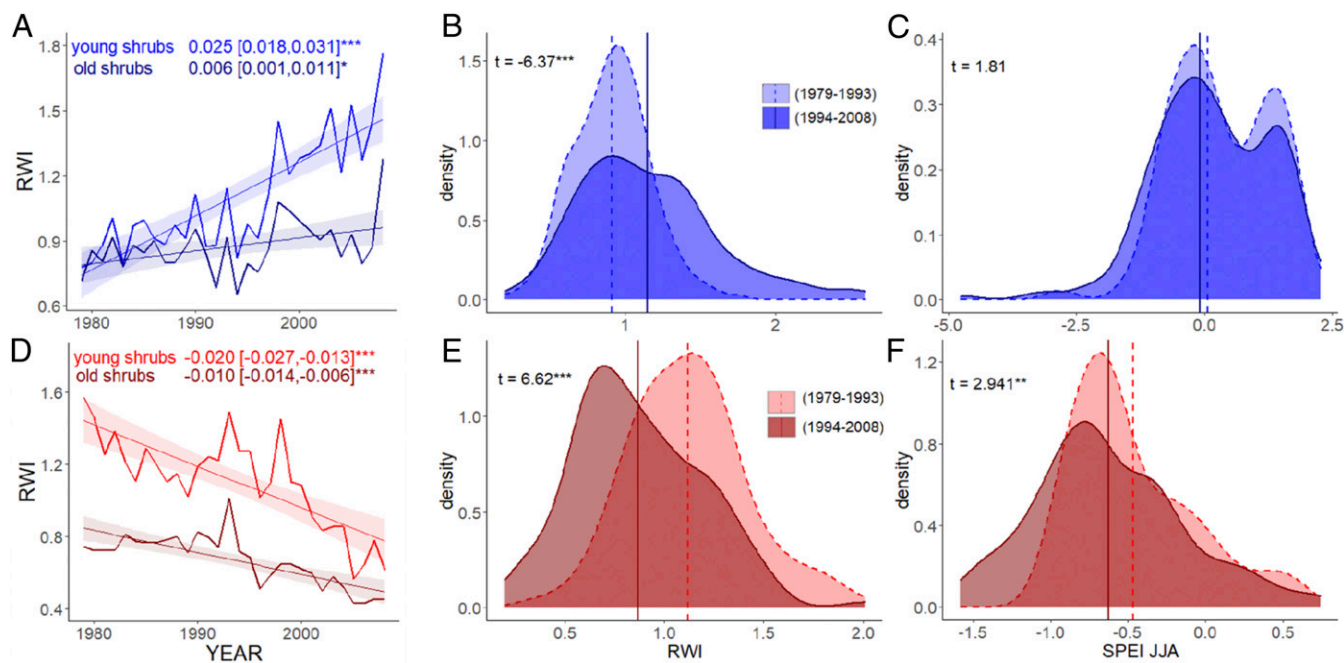 A
young shrubs 0.025 [0.018,0.031]***
old shrubs 0.006 [0.001,0.011]*
RWI
1.8
1.5
1.2
0.9
0.6
1980 1990 2000
B
t = -6.37***
(1979-1993)
(1994-2008)
density
1.5
1.0
0.5
0.0
1 2
C
t = 1.81
density
0.4
0.3
0.2
0.1
0.0
-5.0 -2.5 0.0 2.5
D
young shrubs -0.020 [-0.027,-0.013]***
old shrubs -0.010 [-0.014,-0.006]***
RWI
1.6
1.2
0.8
0.4
1980 1990 2000
YEAR
E
t = 6.62***
(1979-1993)
(1994-2008)
density
1.0
0.5
0.0
0.5 1.0 1.5 2.0
RWI
F
t = 2.941**
density
1.2
0.8
0.4
0.0
-1.5 -1.0 -0.5 0.0 0.5
SPEI JJA